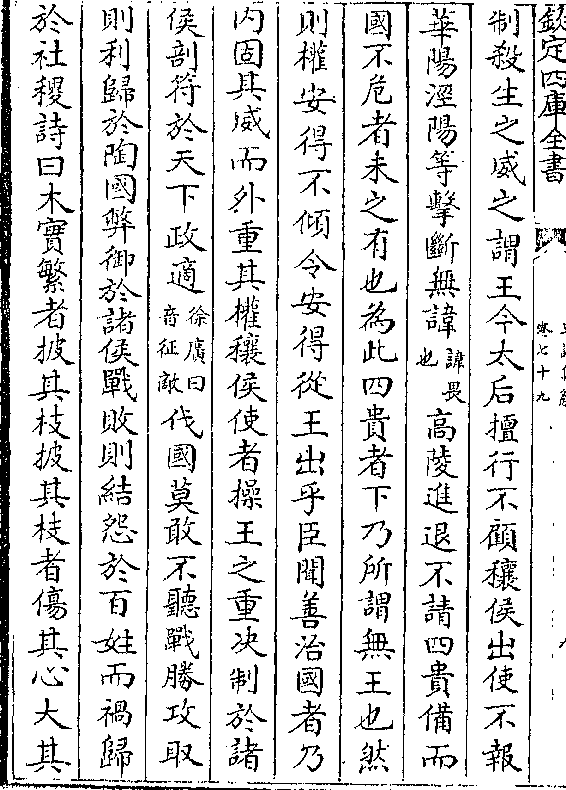 欽定四庫全書
卷七十九
制殺生之威之謂王今太后擅行不顧穰侯出使不報
華陽涇陽等擊斷無諱諱畏也高陵進退不請四貴備而
國不危者未之有也為此四貴者下乃所謂無王也然
則權安得不傾令安得從王出乎臣聞善治國者乃
内固其威而外重其權穰侯使者操王之重决制於諸
侯剖符於天下政適徐廣曰音征敵伐國莫敢不聽戰勝攻取
則利歸於陶國弊御於諸侯戰敗則結怨於百姓而禍歸
於社稷詩曰木實繁者披其枝披其枝者傷其心大其